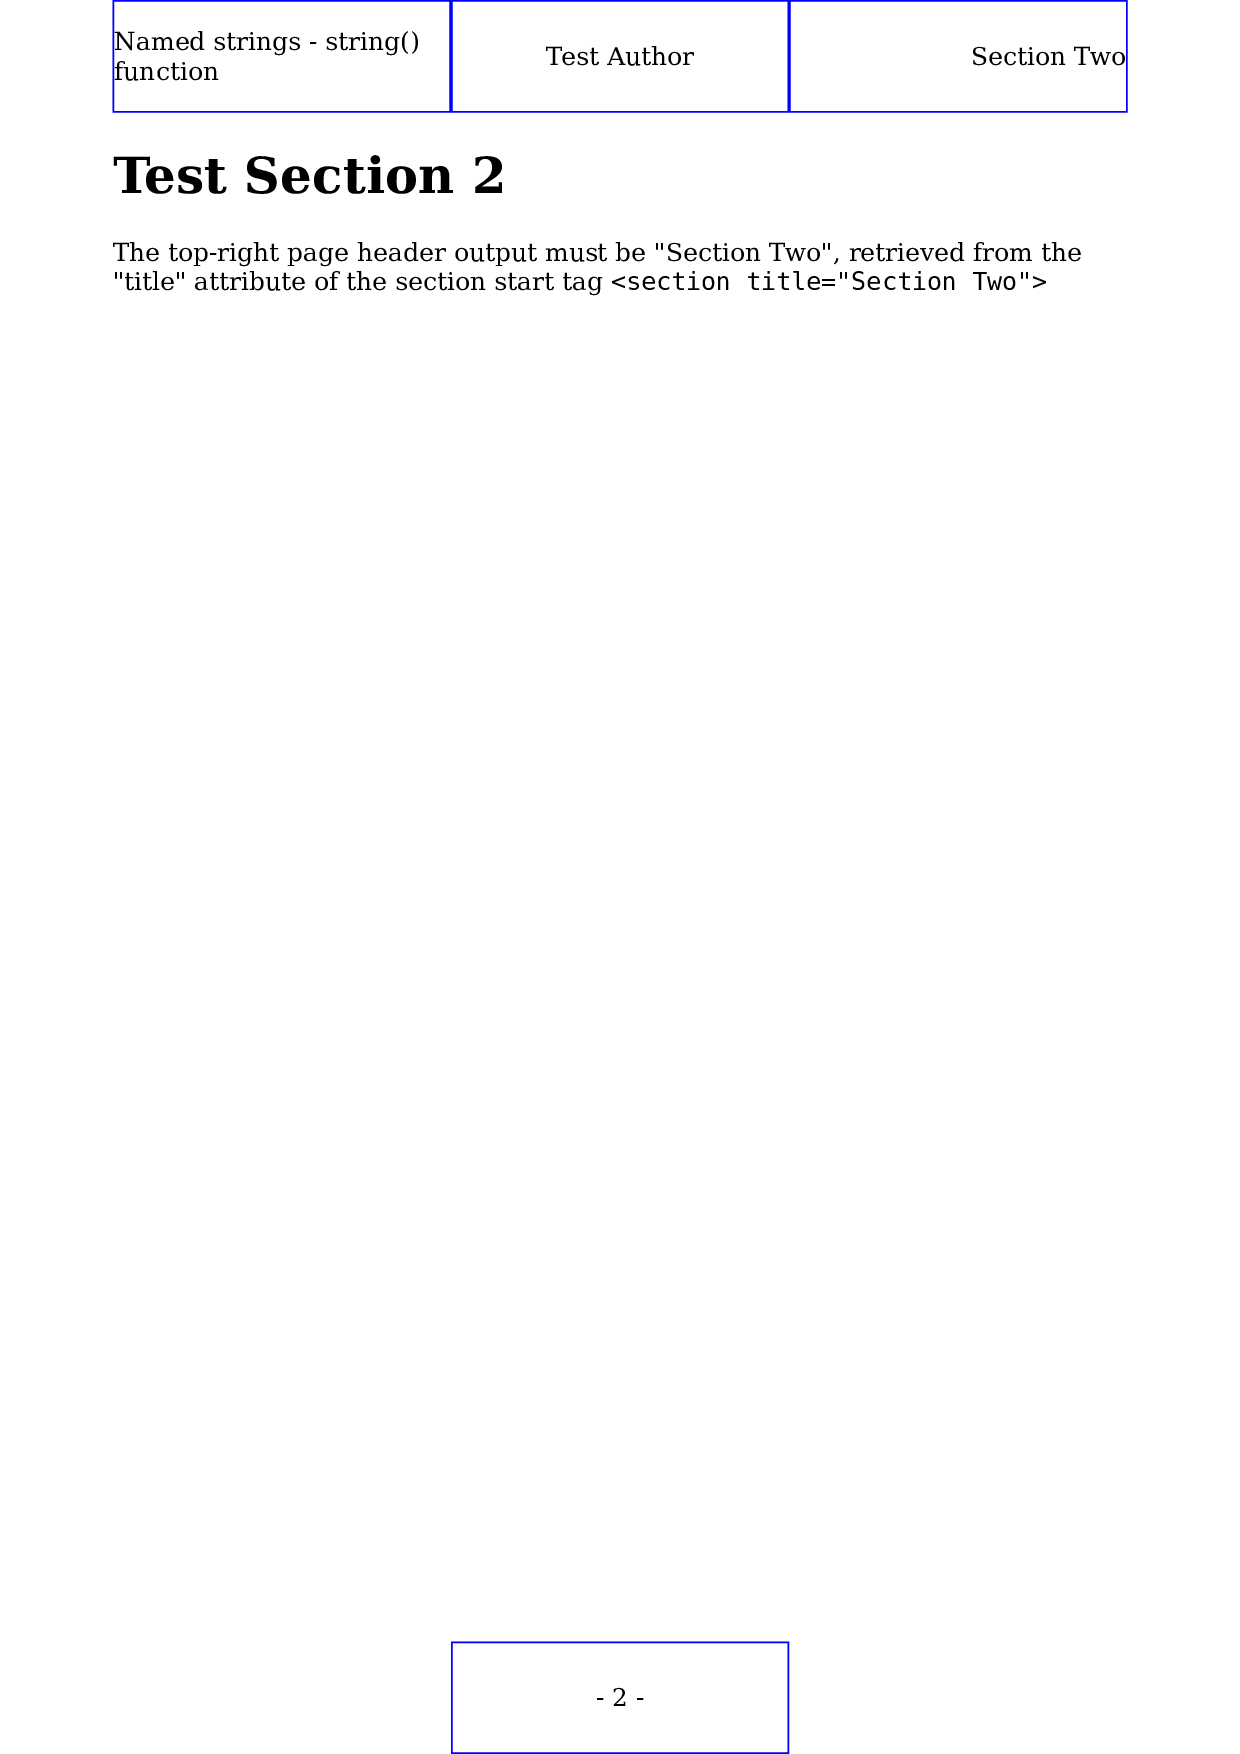 Named strings - string()
function
Test Author
Section Two
Test Section 2
The top-right page header output must be "Section Two", retrieved from the
"title" attribute of the section start tag <section title="Section Two">
- 2 -